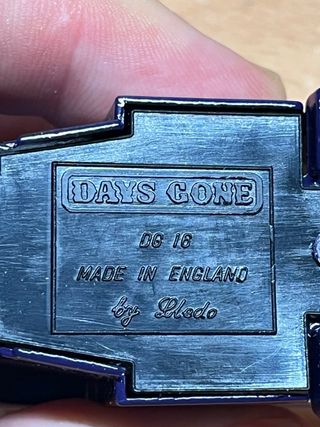 DAYS GONE
DG 16
MADE IN ENGLAND
by Lledo